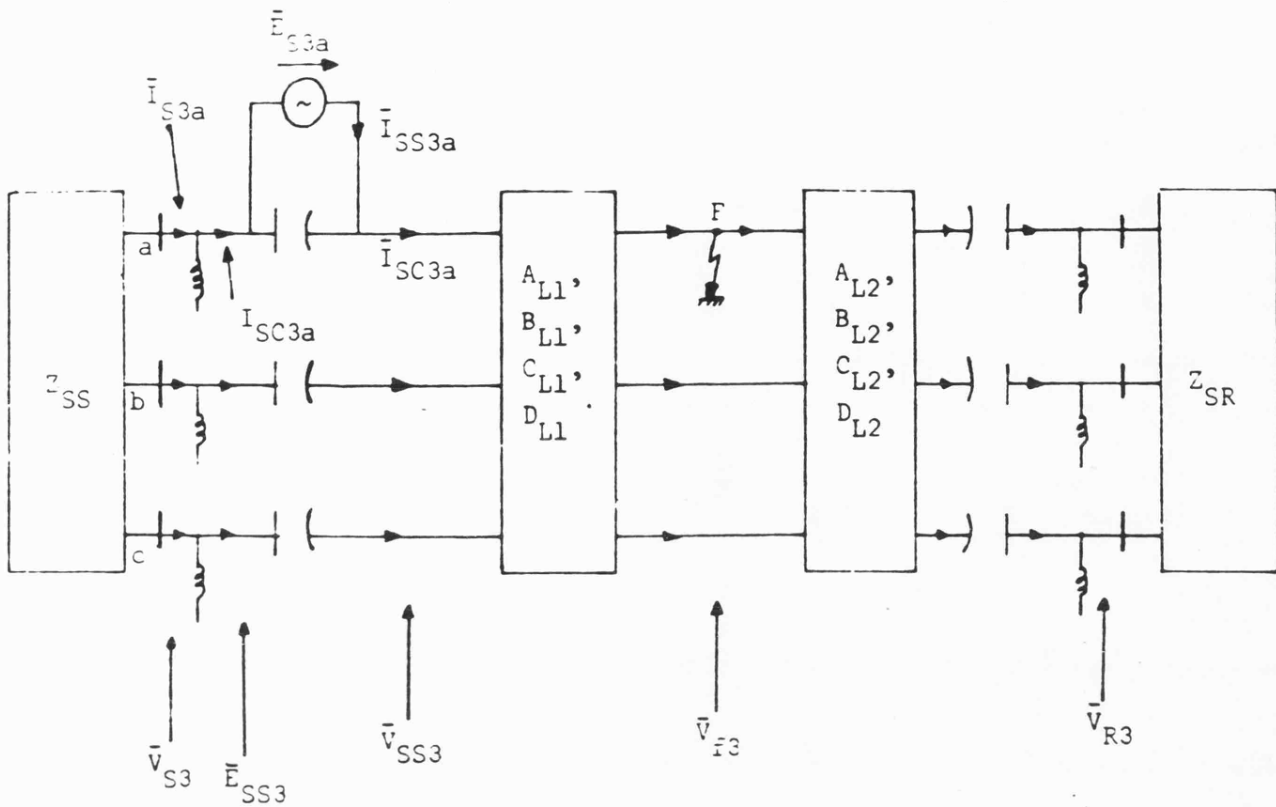 Ē_S3a
Ī_S3a
Ī_SS3a
a
F
Ī_SC3a
I_SC3a
A_L1,
B_L1,
C_L1,
D_L1
A_L2,
B_L2,
C_L2,
D_L2
Z_SS
b
Z_SR
c
V̄_S3
Ē_SS3
V̄_SS3
V̄_f3
V̄_R3